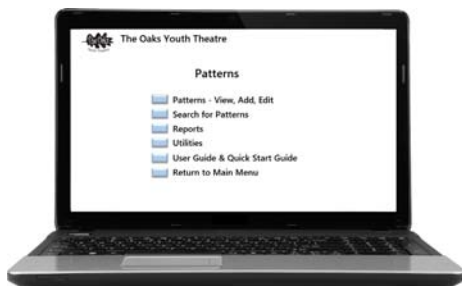 The Oaks Youth Theatre
Patterns
Patterns - View, Add, Edit
Search for Patterns
Reports
Utilities
User Guide & Quick Start Guide
Return to Main Menu